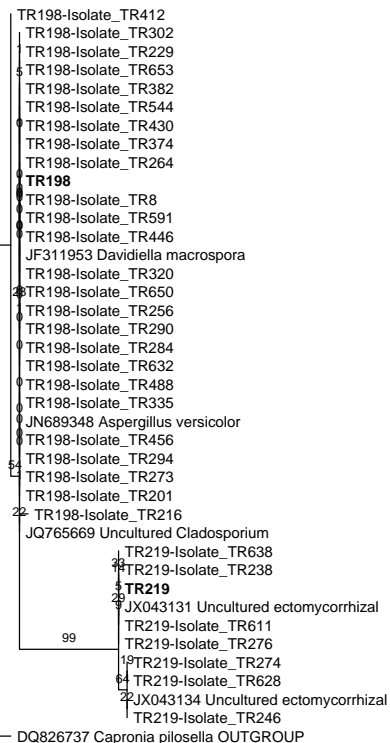 TR198-Isolate_TR412
TR198-Isolate_TR302
TR198-Isolate_TR229
TR198-Isolate_TR653
TR198-Isolate_TR382
TR198-Isolate_TR544
TR198-Isolate_TR430
TR198-Isolate_TR374
TR198-Isolate_TR264
TR198
TR198-Isolate_TR8
TR198-Isolate_TR591
TR198-Isolate_TR446
JF311953 Davidiella macrospora
TR198-Isolate_TR320
TR198-Isolate_TR650
TR198-Isolate_TR256
TR198-Isolate_TR290
TR198-Isolate_TR284
TR198-Isolate_TR632
TR198-Isolate_TR488
TR198-Isolate_TR335
JN689348 Aspergillus versicolor
TR198-Isolate_TR456
TR198-Isolate_TR294
54
TR198-Isolate_TR273
TR198-Isolate_TR201
22 TR198-Isolate_TR216
JQ765669 Uncultured Cladosporium
TR219-Isolate_TR638
33
14 TR219-Isolate_TR238
5 TR219
29
9 JX043131 Uncultured ectomycorrhizal
TR219-Isolate_TR611
99 TR219-Isolate_TR276
19 TR219-Isolate_TR274
64 TR219-Isolate_TR628
22 JX043134 Uncultured ectomycorrhizal
TR219-Isolate_TR246
DQ826737 Capronia pilosella OUTGROUP